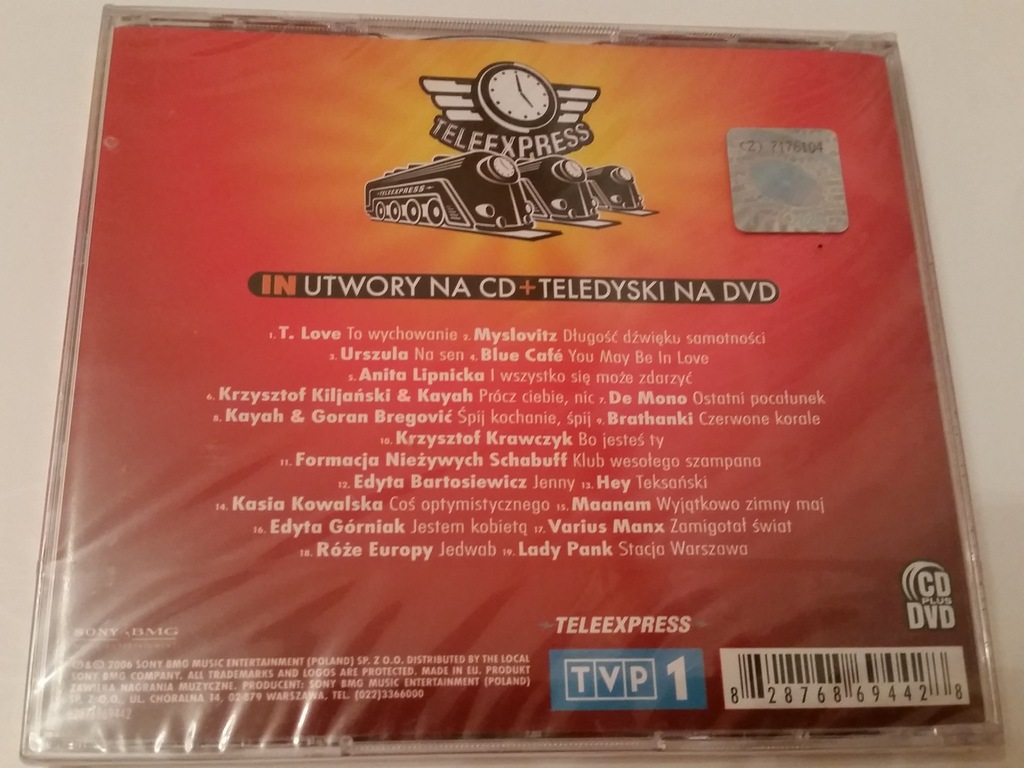 TELEEXPRESS
TELEEXPRESS
(Z) 7176104
IN UTWORY NA CD+TELEDYSKI NA DVD
1. T. Love To wychowanie 2. Myslovitz Długość dźwięku samotności
3. Urszula Na sen 4. Blue Café You May Be In Love
5. Anita Lipnicka I wszystko się może zdarzyć
6. Krzysztof Kiljański & Kayah Prócz ciebie, nic 7. De Mono Ostatni pocałunek
8. Kayah & Goran Bregović Śpij kochanie, śpij 9. Brathanki Czerwone korale
10. Krzysztof Krawczyk Bo jesteś ty
11. Formacja Nieżywych Schabuff Klub wesołego szampana
12. Edyta Bartosiewicz Jenny 13. Hey Teksański
14. Kasia Kowalska Coś optymistycznego 15. Maanam Wyjątkowo zimny maj
16. Edyta Górniak Jestem kobietą 17. Varius Manx Zamigotał świat
18. Róże Europy Jedwab 19. Lady Pank Stacja Warszawa
CD
PLUS
DVD
SONY BMG
TELEEXPRESS
TVP 1
℗ & © 2006 SONY BMG MUSIC ENTERTAINMENT (POLAND) SP. Z O.O. DISTRIBUTED BY THE LOCAL
SONY BMG COMPANY. ALL TRADEMARKS AND LOGOS ARE PROTECTED. MADE IN EU. PRODUKT
ZAWIERA NAGRANIA MUZYCZNE. PRODUCENT: SONY BMG MUSIC ENTERTAINMENT (POLAND)
SP. Z O.O., UL. CHORALNA 14, 02-879 WARSZAWA, TEL. (022)3366000
8 28768 69442 8